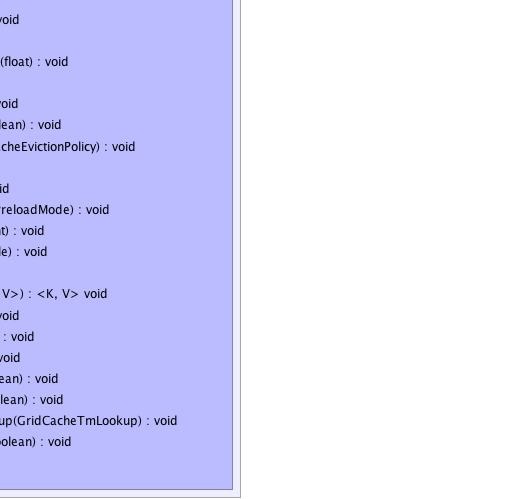 void
(float) : void
void
lean) : void
cheEvictionPolicy) : void
id
reloadMode) : void
t) : void
e) : void
V>) : <K, V> void
void
: void
void
ean) : void
lean) : void
up(GridCacheTmLookup) : void
olean) : void